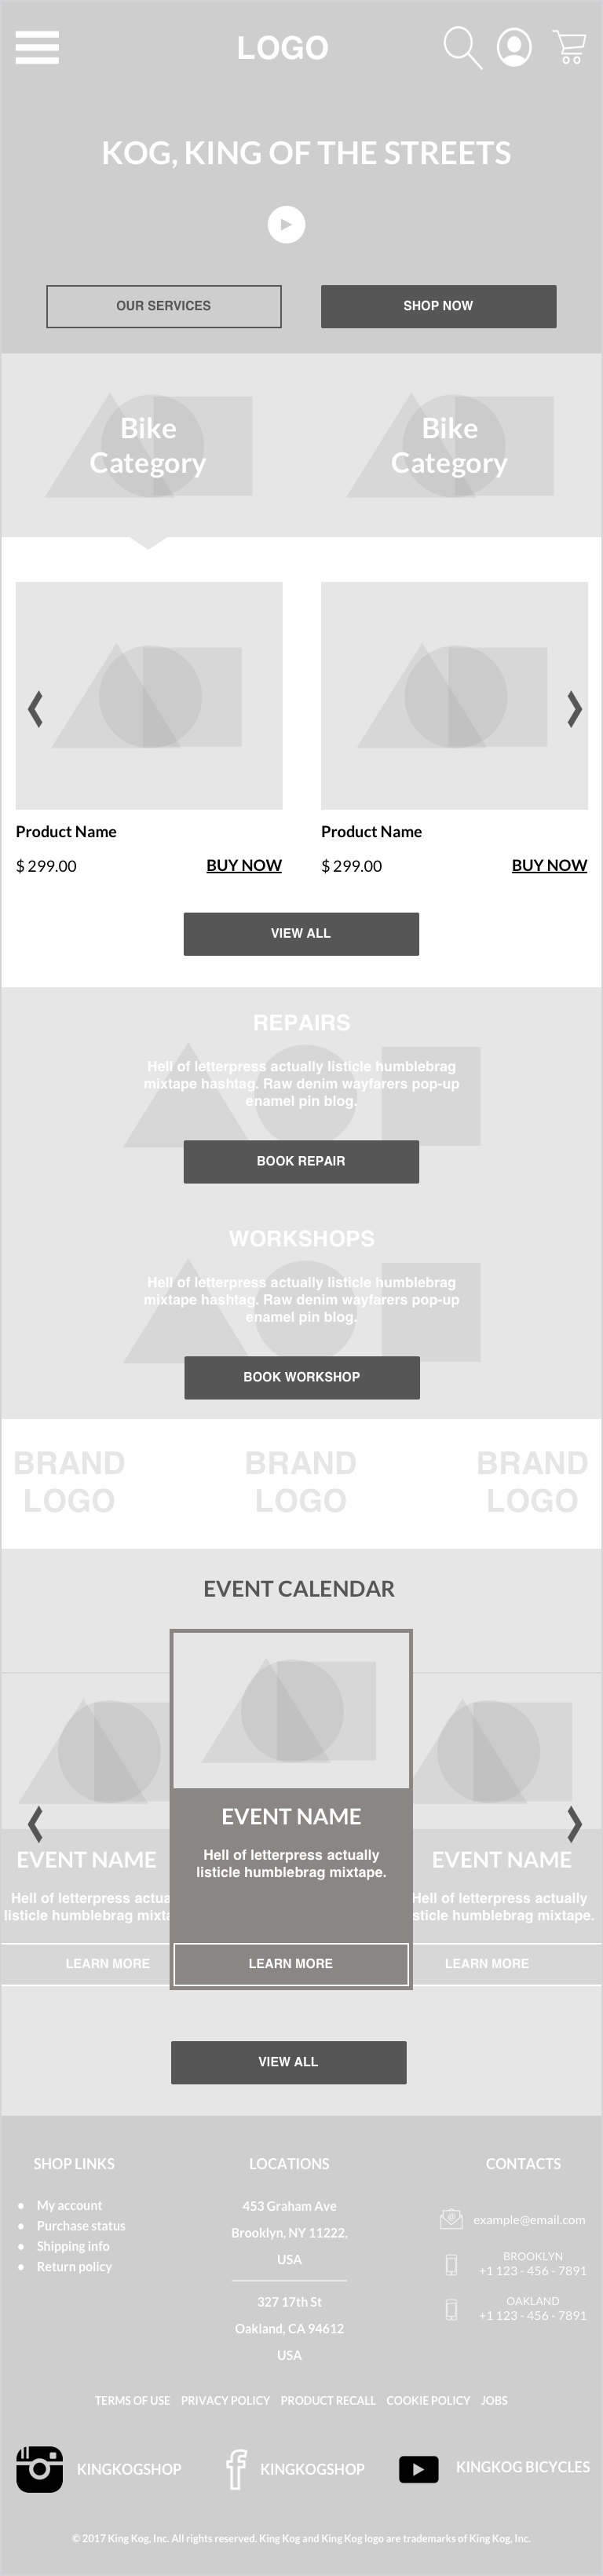 LOGO
KOG, KING OF THE STREETS
OUR SERVICES
SHOP NOW
Bike
Category
Bike
Category
Product Name
$ 299.00
BUY NOW
Product Name
$ 299.00
BUY NOW
VIEW ALL
REPAIRS
Hell of letterpress actually listicle humblebrag
mixtape hashtag. Raw denim wayfarers pop-up
enamel pin blog.
BOOK REPAIR
WORKSHOPS
Hell of letterpress actually listicle humblebrag
mixtape hashtag. Raw denim wayfarers pop-up
enamel pin blog.
BOOK WORKSHOP
BRAND
LOGO
BRAND
LOGO
BRAND
LOGO
EVENT CALENDAR
EVENT NAME
Hell of letterpress actua
listicle humblebrag mixta
LEARN MORE
EVENT NAME
Hell of letterpress actually
listicle humblebrag mixtape.
LEARN MORE
EVENT NAME
Hell of letterpress actually
sticle humblebrag mixtape.
LEARN MORE
VIEW ALL
SHOP LINKS
• My account
• Purchase status
• Shipping info
• Return policy
LOCATIONS
453 Graham Ave
Brooklyn, NY 11222,
USA
327 17th St
Oakland, CA 94612
USA
CONTACTS
example@email.com
BROOKLYN
+1 123 - 456 - 7891
OAKLAND
+1 123 - 456 - 7891
TERMS OF USE PRIVACY POLICY PRODUCT RECALL COOKIE POLICY JOBS
KINGKOGSHOP
KINGKOGSHOP
KINGKOG BICYCLES
© 2017 King Kog, Inc. All rights reserved. King Kog and King Kog logo are trademarks of King Kog, Inc.